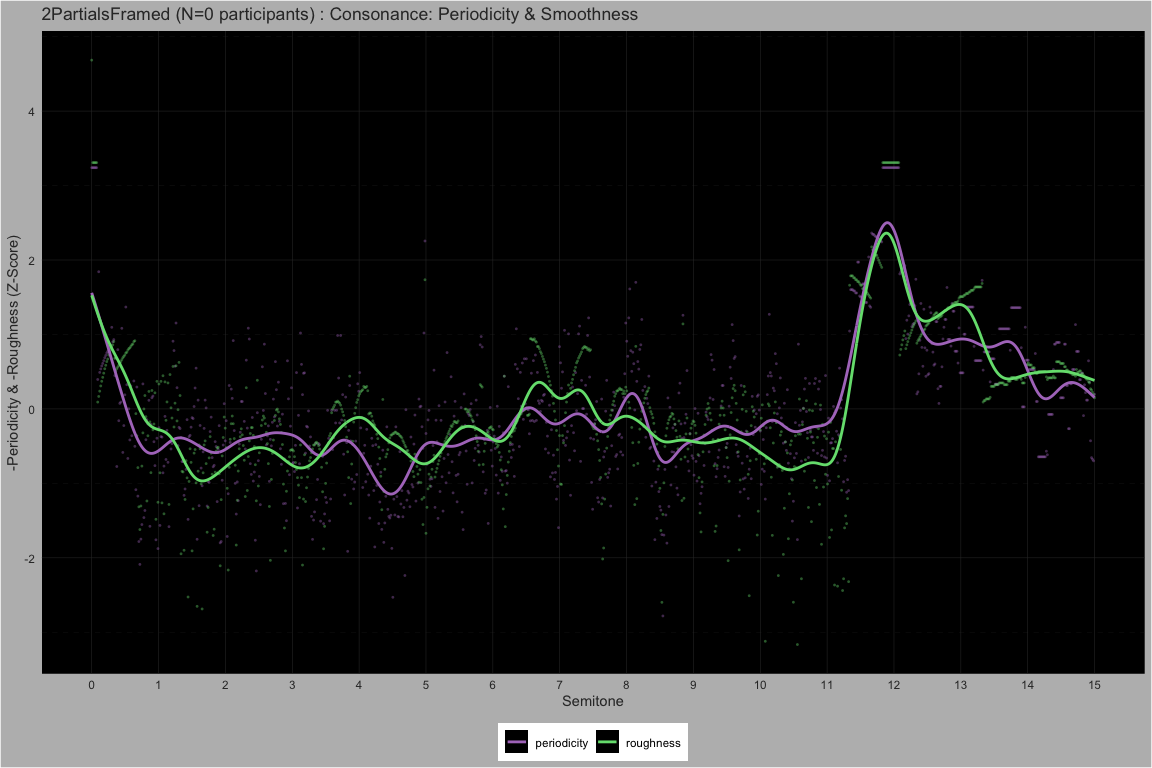 2PartialsFramed (N=0 participants) : Consonance: Periodicity & Smoothness
-Periodicity & -Roughness (Z-Score)
4
2
0
-2
0 1 2 3 4 5 6 7 8 9 10 11 12 13 14 15
Semitone
periodicity roughness